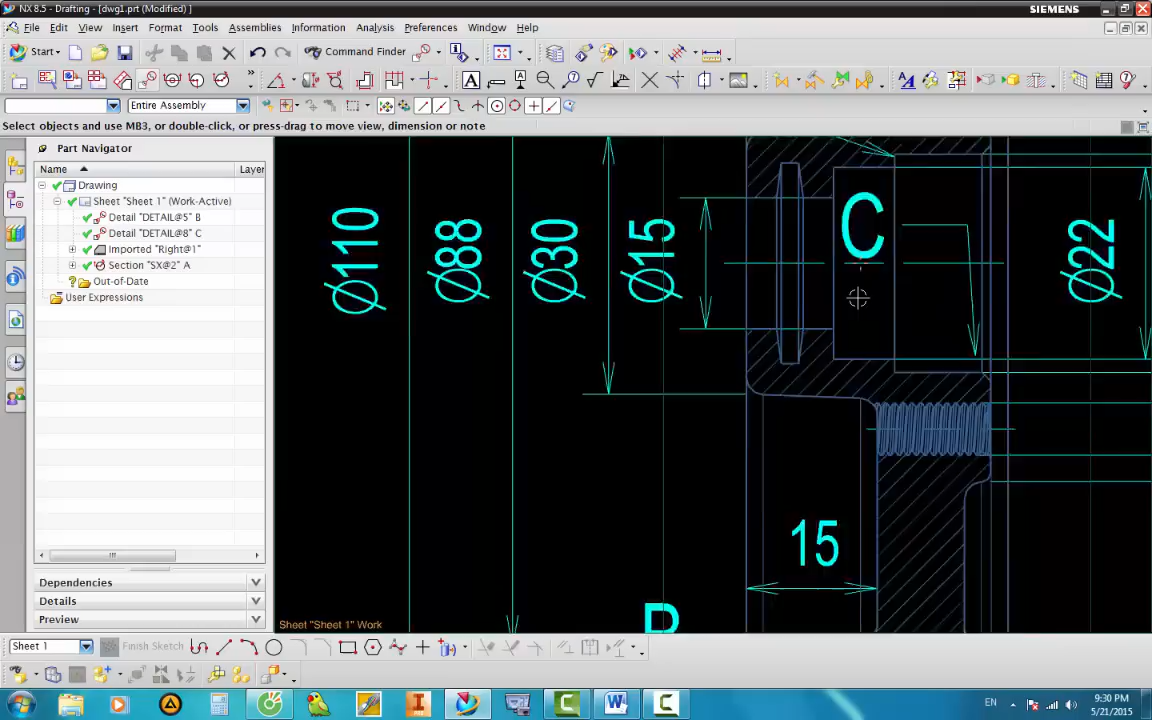 NX 8.5 - Drafting - [dwg1.prt (Modified) ]
SIEMENS
File Edit View Insert Format Tools Assemblies Information Analysis Preferences Window Help
Start Command Finder
Entire Assembly
Select objects and use MB3, or double-click, or press-drag to move view, dimension or note
Part Navigator
Name Layer
Drawing
Sheet "Sheet 1" (Work-Active)
Detail "DETAIL@5" B
Detail "DETAIL@8" C
Imported "Right@1"
Section "SX@2" A
Out-of-Date
User Expressions
Ø110
Ø88
Ø30
Ø15
C
Ø22
15
Dependencies
Details
Preview
Sheet "Sheet 1" Work
Sheet 1
Finish Sketch
EN
9:30 PM
5/21/2015